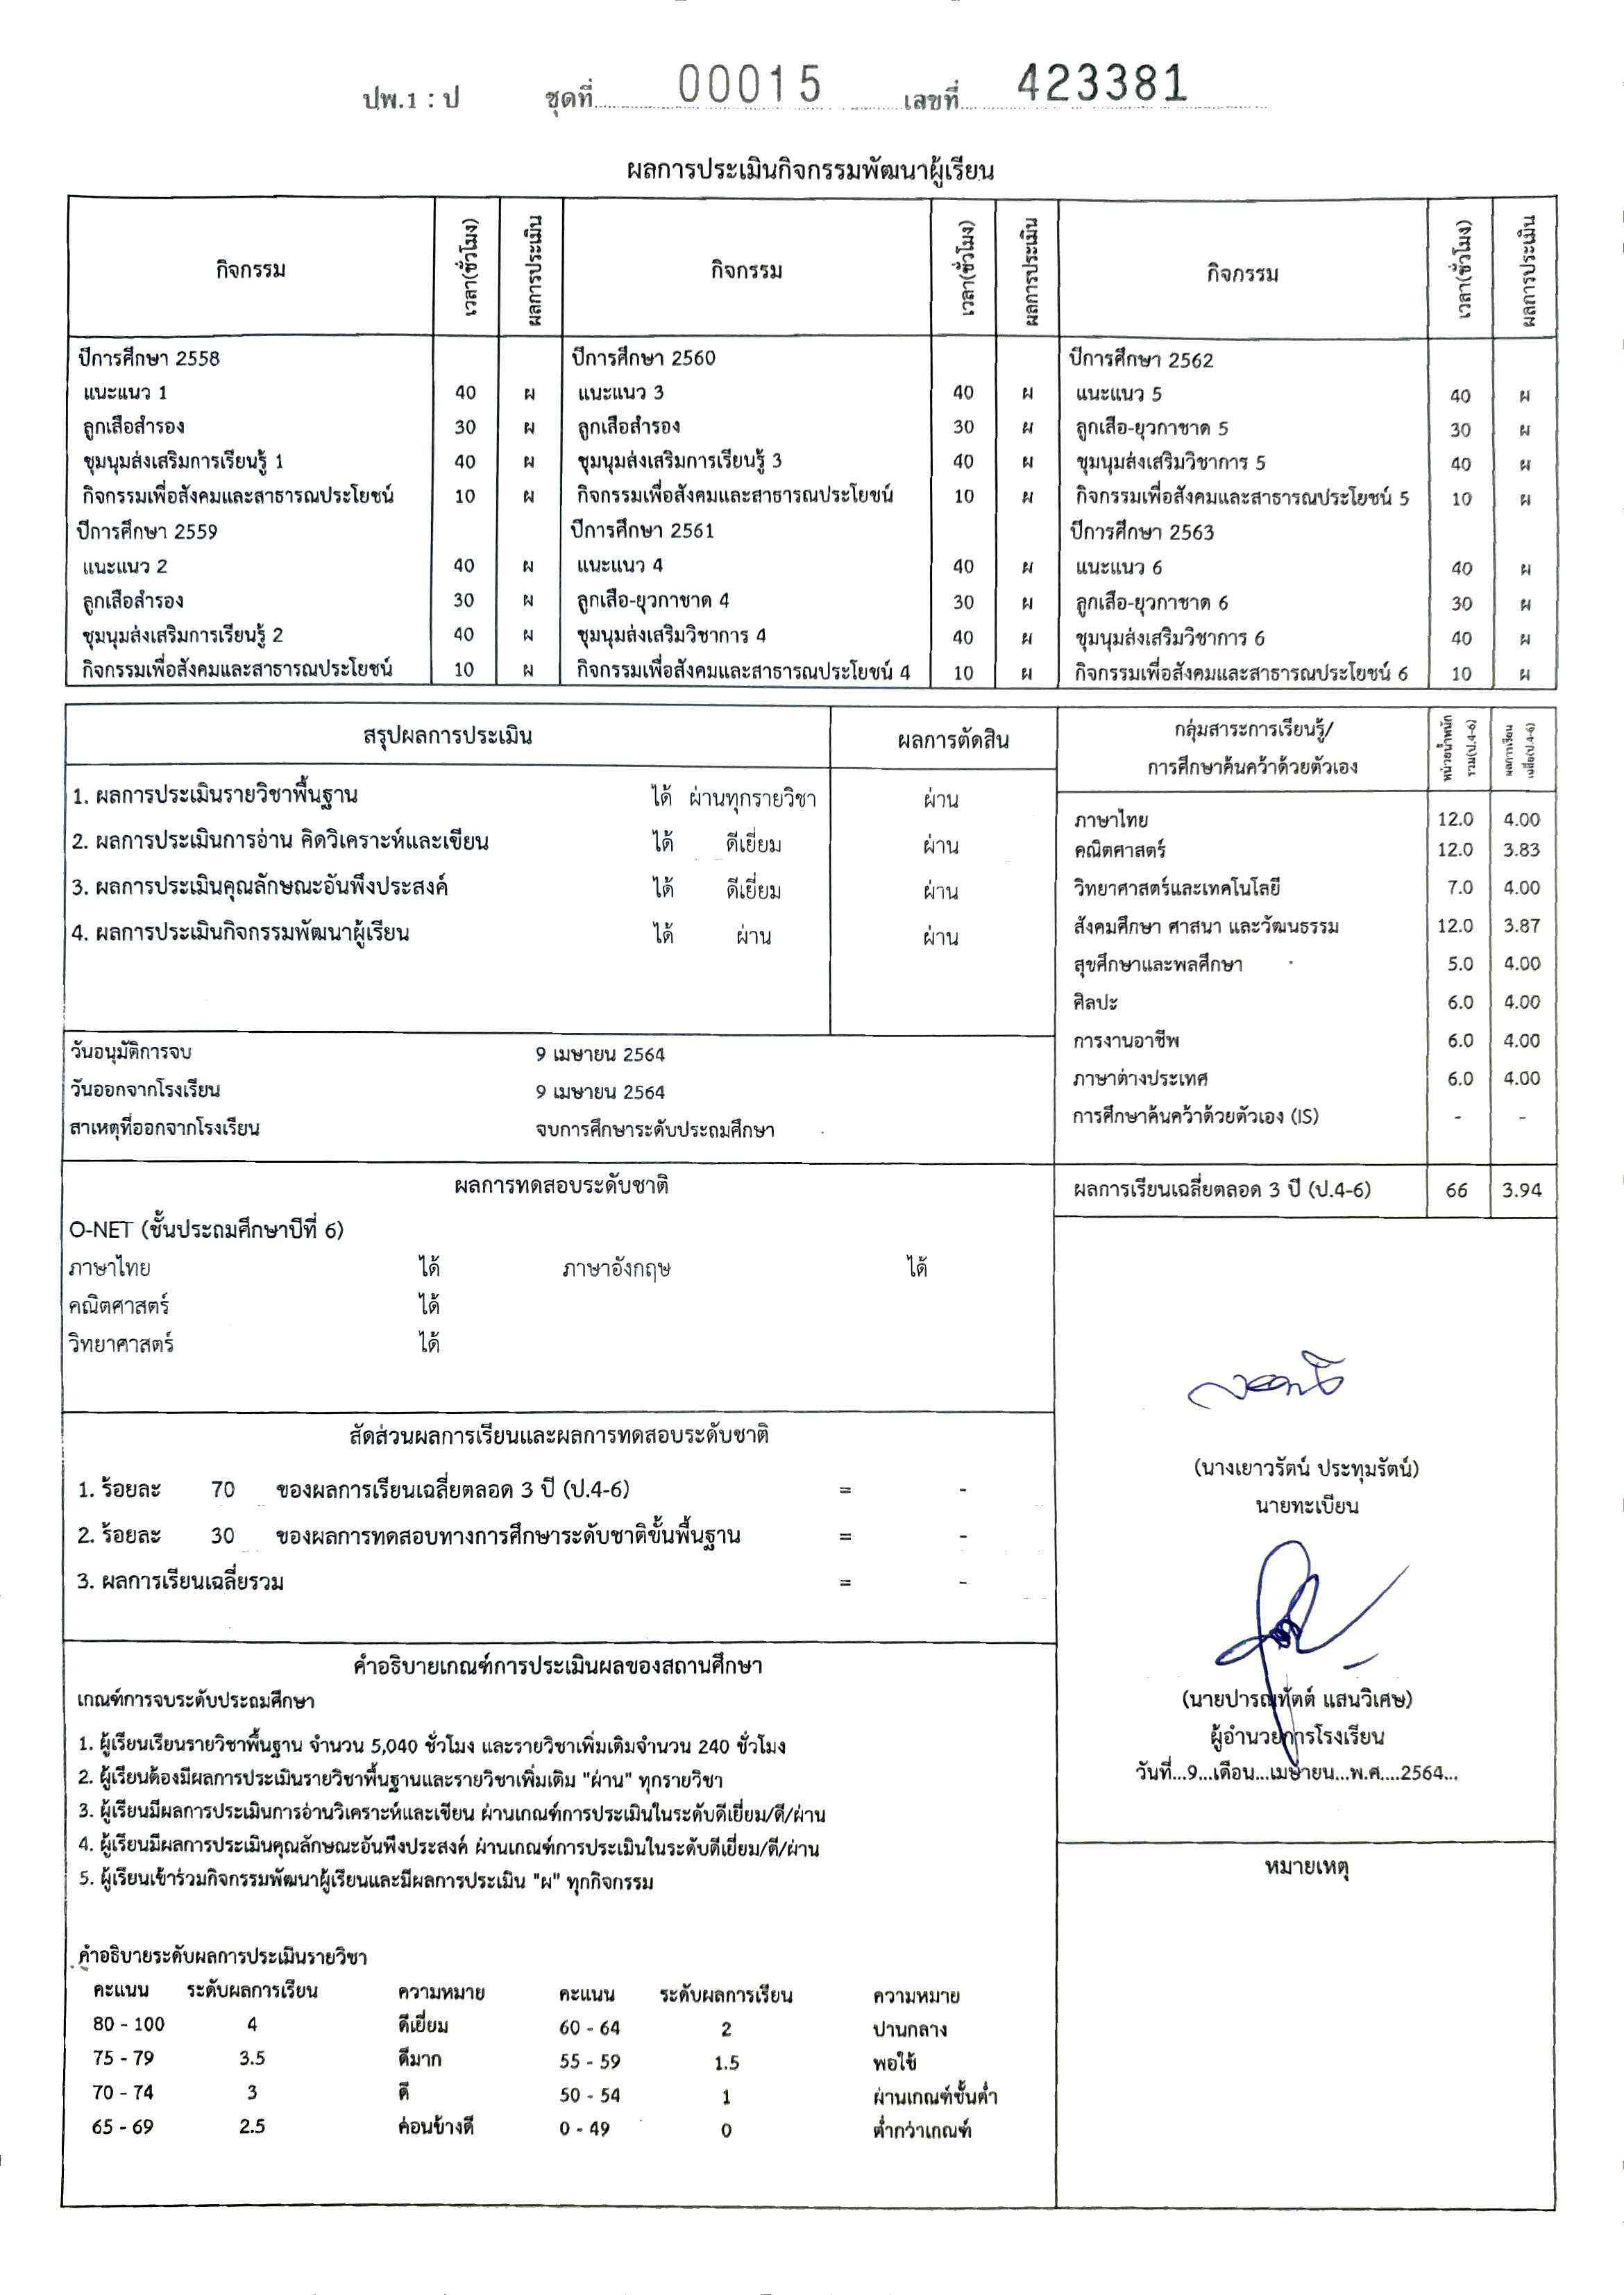 ปพ.1 : ป ชุดที่ 00015 เลขที่ 423381
ผลการประเมินกิจกรรมพัฒนาผู้เรียน
กิจกรรม เวลา(ชั่วโมง) ผลการประเมิน กิจกรรม เวลา(ชั่วโมง) ผลการประเมิน กิจกรรม เวลา(ชั่วโมง) ผลการประเมิน
ปีการศึกษา 2558 ปีการศึกษา 2560 ปีการศึกษา 2562
แนะแนว 1 40 ผ แนะแนว 3 40 ผ แนะแนว 5 40 ผ
ลูกเสือสำรอง 30 ผ ลูกเสือสำรอง 30 ผ ลูกเสือ-ยุวกาชาด 5 30 ผ
ชุมนุมส่งเสริมการเรียนรู้ 1 40 ผ ชุมนุมส่งเสริมการเรียนรู้ 3 40 ผ ชุมนุมส่งเสริมวิชาการ 5 40 ผ
กิจกรรมเพื่อสังคมและสาธารณประโยชน์ 10 ผ กิจกรรมเพื่อสังคมและสาธารณประโยชน์ 10 ผ กิจกรรมเพื่อสังคมและสาธารณประโยชน์ 5 10 ผ
ปีการศึกษา 2559 ปีการศึกษา 2561 ปีการศึกษา 2563
แนะแนว 2 40 ผ แนะแนว 4 40 ผ แนะแนว 6 40 ผ
ลูกเสือสำรอง 30 ผ ลูกเสือ-ยุวกาชาด 4 30 ผ ลูกเสือ-ยุวกาชาด 6 30 ผ
ชุมนุมส่งเสริมการเรียนรู้ 2 40 ผ ชุมนุมส่งเสริมวิชาการ 4 40 ผ ชุมนุมส่งเสริมวิชาการ 6 40 ผ
กิจกรรมเพื่อสังคมและสาธารณประโยชน์ 10 ผ กิจกรรมเพื่อสังคมและสาธารณประโยชน์ 4 10 ผ กิจกรรมเพื่อสังคมและสาธารณประโยชน์ 6 10 ผ
สรุปผลการประเมิน ผลการตัดสิน
1. ผลการประเมินรายวิชาพื้นฐาน ได้ ผ่านทุกรายวิชา ผ่าน
2. ผลการประเมินการอ่าน คิดวิเคราะห์และเขียน ได้ ดีเยี่ยม ผ่าน
3. ผลการประเมินคุณลักษณะอันพึงประสงค์ ได้ ดีเยี่ยม ผ่าน
4. ผลการประเมินกิจกรรมพัฒนาผู้เรียน ได้ ผ่าน ผ่าน
วันอนุมัติการจบ 9 เมษายน 2564
วันออกจากโรงเรียน 9 เมษายน 2564
สาเหตุที่ออกจากโรงเรียน จบการศึกษาระดับประถมศึกษา
กลุ่มสาระการเรียนรู้/
การศึกษาค้นคว้าด้วยตัวเอง หน่วยน้ำหนัก รวม(ป.4-6) ผลการเรียน เฉลี่ย(ป.4-6)
ภาษาไทย 12.0 4.00
คณิตศาสตร์ 12.0 3.83
วิทยาศาสตร์และเทคโนโลยี 7.0 4.00
สังคมศึกษา ศาสนา และวัฒนธรรม 12.0 3.87
สุขศึกษาและพลศึกษา 5.0 4.00
ศิลปะ 6.0 4.00
การงานอาชีพ 6.0 4.00
ภาษาต่างประเทศ 6.0 4.00
การศึกษาค้นคว้าด้วยตัวเอง (IS) - -
ผลการเรียนเฉลี่ยตลอด 3 ปี (ป.4-6) 66 3.94
ผลการทดสอบระดับชาติ
O-NET (ชั้นประถมศึกษาปีที่ 6)
ภาษาไทย ได้ ภาษาอังกฤษ ได้
คณิตศาสตร์ ได้
วิทยาศาสตร์ ได้
สัดส่วนผลการเรียนและผลการทดสอบระดับชาติ
1. ร้อยละ 70 ของผลการเรียนเฉลี่ยตลอด 3 ปี (ป.4-6) = -
2. ร้อยละ 30 ของผลการทดสอบทางการศึกษาระดับชาติขั้นพื้นฐาน = -
3. ผลการเรียนเฉลี่ยรวม = -
(นางเยาวรัตน์ ประทุมรัตน์)
นายทะเบียน
(นายปารณทัตต์ แสนวิเศษ)
ผู้อำนวยการโรงเรียน
วันที่...9...เดือน...เมษายน...พ.ศ....2564...
หมายเหตุ
คำอธิบายเกณฑ์การประเมินผลของสถานศึกษา
เกณฑ์การจบระดับประถมศึกษา
1. ผู้เรียนเรียนรายวิชาพื้นฐาน จำนวน 5,040 ชั่วโมง และรายวิชาเพิ่มเติมจำนวน 240 ชั่วโมง
2. ผู้เรียนต้องมีผลการประเมินรายวิชาพื้นฐานและรายวิชาเพิ่มเติม "ผ่าน" ทุกรายวิชา
3. ผู้เรียนมีผลการประเมินการอ่านวิเคราะห์และเขียน ผ่านเกณฑ์การประเมินในระดับดีเยี่ยม/ดี/ผ่าน
4. ผู้เรียนมีผลการประเมินคุณลักษณะอันพึงประสงค์ ผ่านเกณฑ์การประเมินในระดับดีเยี่ยม/ดี/ผ่าน
5. ผู้เรียนเข้าร่วมกิจกรรมพัฒนาผู้เรียนและมีผลการประเมิน "ผ" ทุกกิจกรรม
คำอธิบายระดับผลการประเมินรายวิชา
คะแนน ระดับผลการเรียน ความหมาย คะแนน ระดับผลการเรียน ความหมาย
80 - 100 4 ดีเยี่ยม 60 - 64 2 ปานกลาง
75 - 79 3.5 ดีมาก 55 - 59 1.5 พอใช้
70 - 74 3 ดี 50 - 54 1 ผ่านเกณฑ์ขั้นต่ำ
65 - 69 2.5 ค่อนข้างดี 0 - 49 0 ต่ำกว่าเกณฑ์